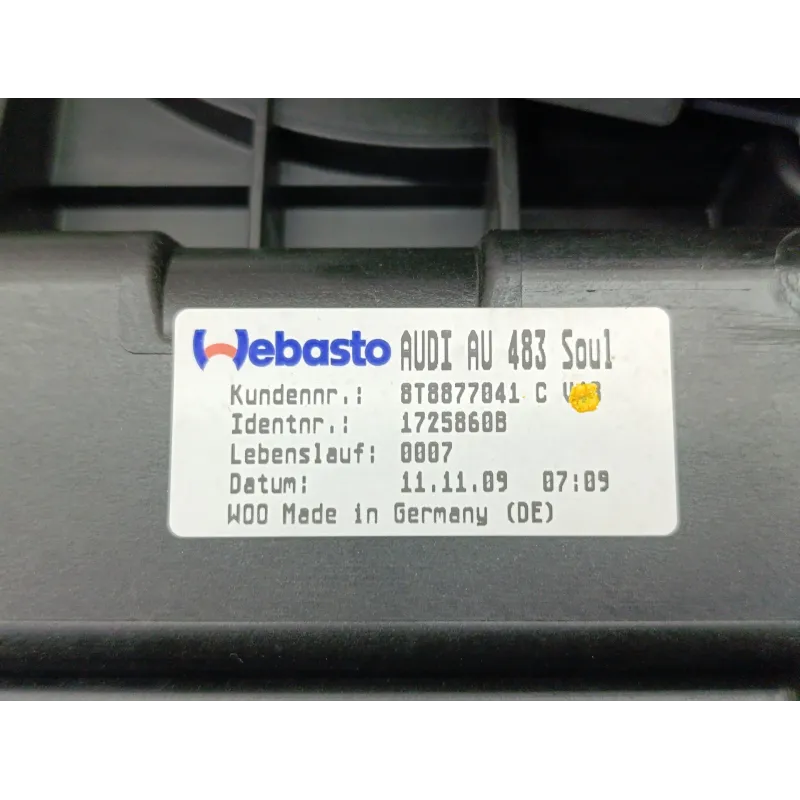 Webasto AUDI AU 483 Soul
Kundennr.: 8T8877041 C
Identnr.: 1725860B
Lebenslauf: 0007
Datum: 11.11.09 07:09
W00 Made in Germany (DE)